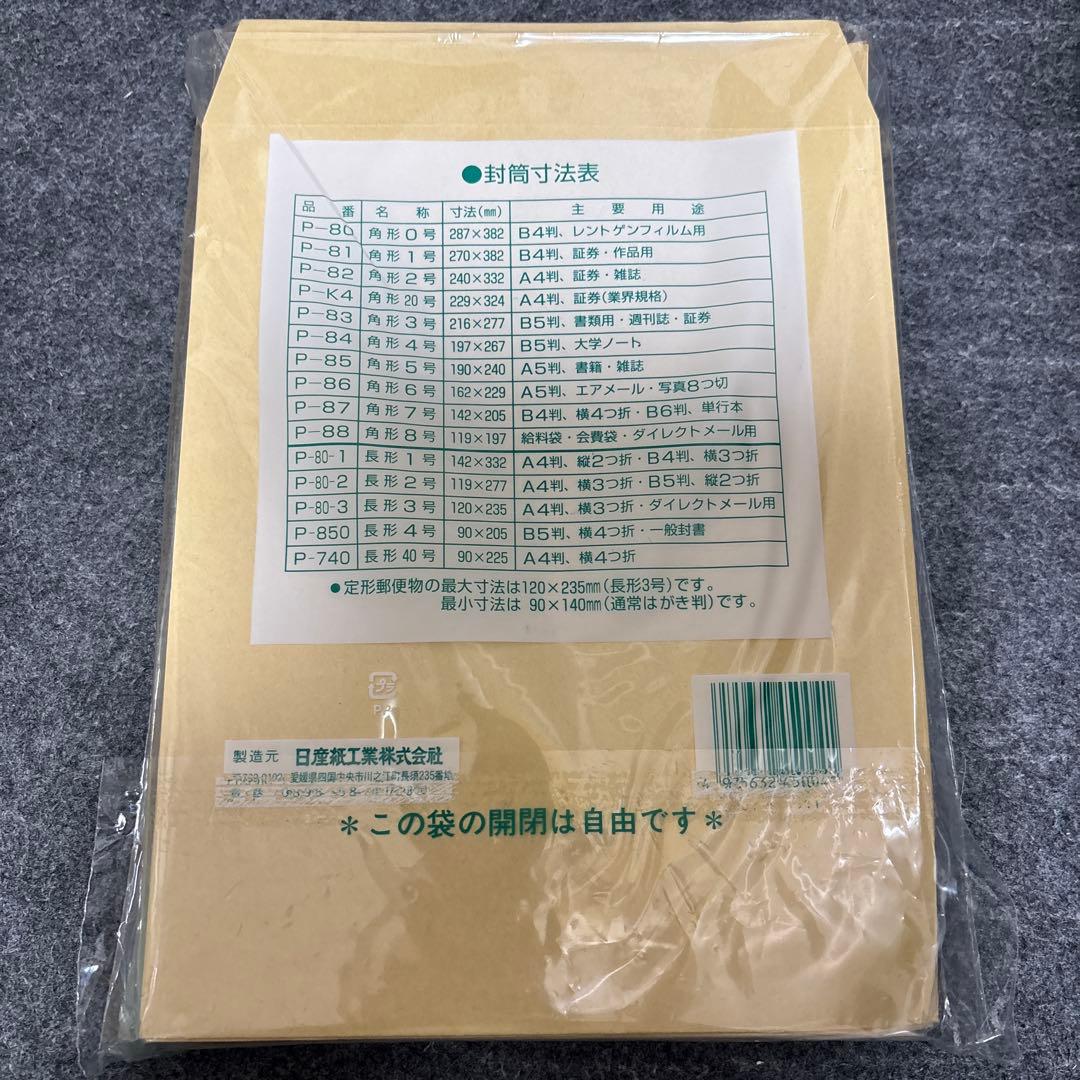 ●封筒寸法表
品番 名称 寸法(㎜) 主要用途
P-80 角形0号 287×382 B4判、レントゲンフィルム用
P-81 角形1号 270×382 B4判、証券・作品用
P-82 角形2号 240×332 A4判、証券・雑誌
P-K4 角形20号 229×324 A4判、証券(業界規格)
P-83 角形3号 216×277 B5判、書類用・週刊誌・証券
P-84 角形4号 197×267 B5判、大学ノート
P-85 角形5号 190×240 A5判、書籍・雑誌
P-86 角形6号 162×229 A5判、エアメール・写真8つ切
P-87 角形7号 142×205 B4判、横4つ折・B6判、単行本
P-88 角形8号 119×197 給料袋・会費袋・ダイレクトメール用
P-80-1 長形1号 142×332 A4判、縦2つ折・B4判、横3つ折
P-80-2 長形2号 119×277 A4判、横3つ折・B5判、縦2つ折
P-80-3 長形3号 120×235 A4判、横3つ折・ダイレクトメール用
P-850 長形4号 90×205 B5判、横4つ折・一般封書
P-740 長形40号 90×225 A4判、横4つ折
●定形郵便物の最大寸法は120×235㎜(長形3号)です。
最小寸法は 90×140㎜(通常はがき判)です。
プラ
製造元 日産紙工業株式会社
愛媛県四国中央市川之江町長須235番地
＊この袋の開閉は自由です＊